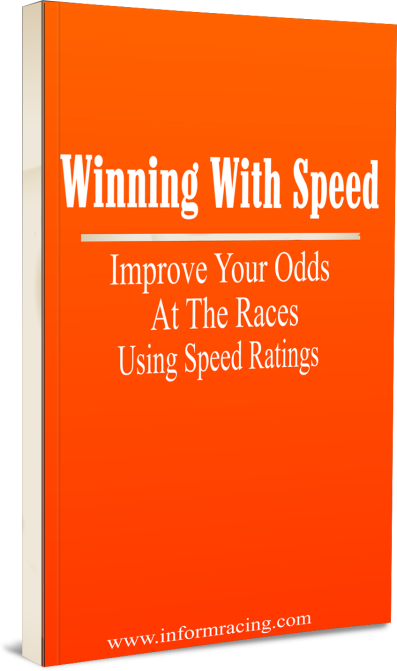 Winning With Speed
Improve Your Odds
At The Races
Using Speed Ratings
www.informracing.com